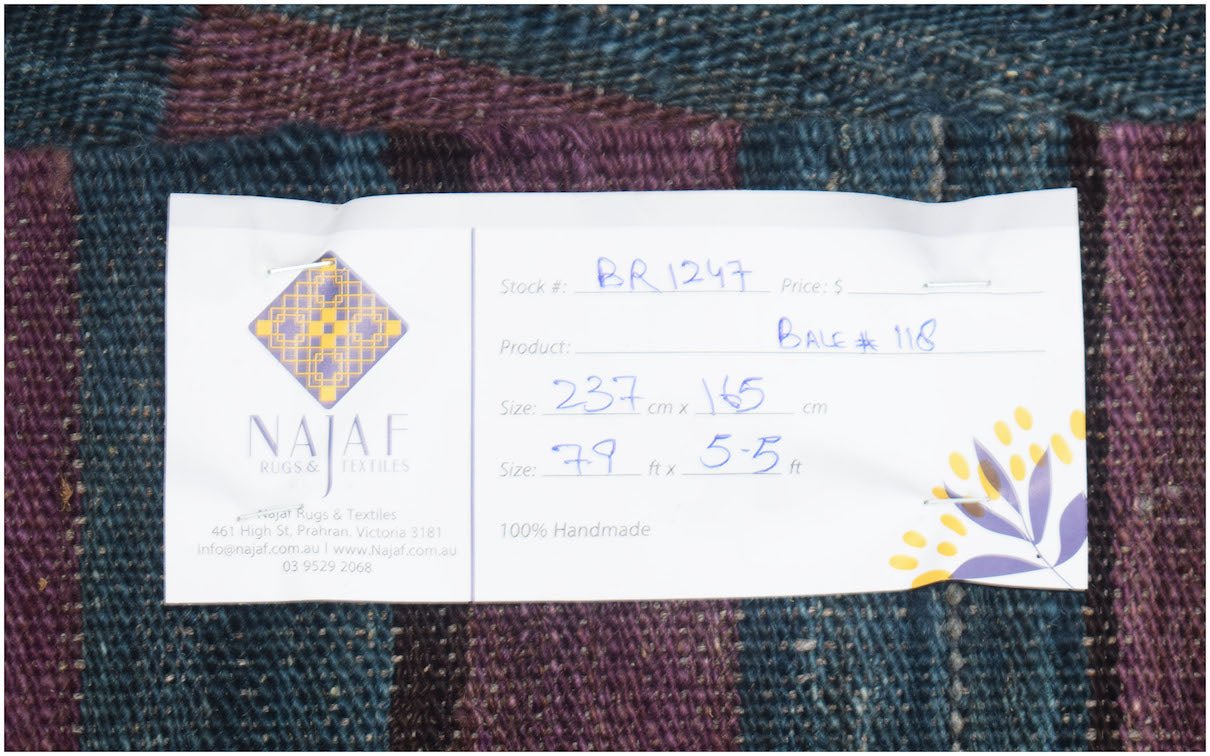 NAJAF
RUGS & TEXTILES
Najaf Rugs & Textiles
461 High St, Prahran, Victoria 3181
info@najaf.com.au | www.Najaf.com.au
03 9529 2068
Stock #: BR1247 Price: $
Product: BALE # 118
Size: 237 cm x 165 cm
Size: 7-9 ft x 5-5 ft
100% Handmade